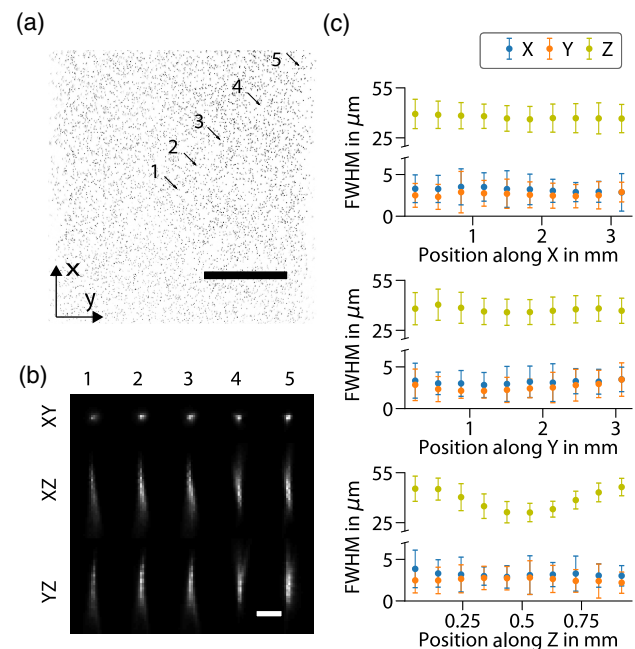 (a)
5
4
3
2
1
x
y
(b)
1 2 3 4 5
XY
XZ
YZ
(c)
X Y Z
FWHM in μm
55
25
5
0
1 2 3
Position along X in mm
FWHM in μm
55
25
5
0
1 2 3
Position along Y in mm
FWHM in μm
55
25
5
0
0.25 0.5 0.75
Position along Z in mm